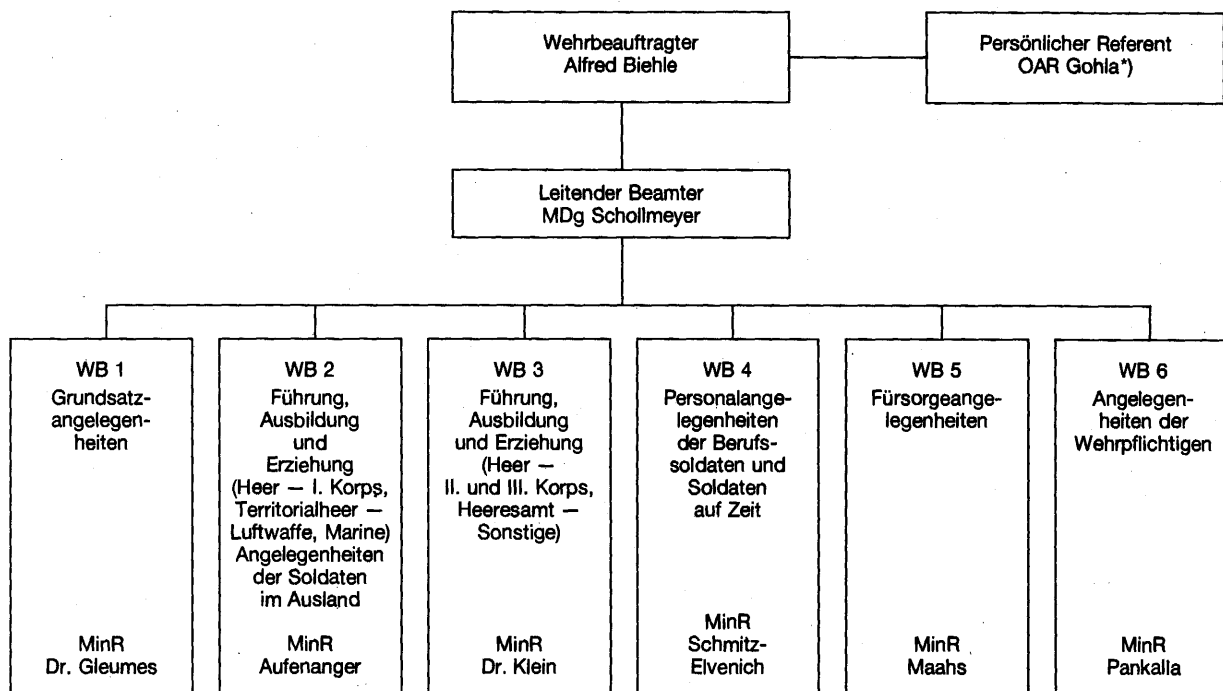 Wehrbeauftragter
Alfred Biehle
Persönlicher Referent
OAR Gohla*)
Leitender Beamter
MDg Schollmeyer
WB 1
Grundsatz-
angelegen-
heiten
MinR
Dr. Gleumes
WB 2
Führung,
Ausbildung
und
Erziehung
(Heer — I. Korps,
Territorialheer —
Luftwaffe, Marine)
Angelegenheiten
der Soldaten
im Ausland
MinR
Aufenanger
WB 3
Führung,
Ausbildung
und Erziehung
(Heer —
II. und III. Korps,
Heeresamt —
Sonstige)
MinR
Dr. Klein
WB 4
Personalange-
legenheiten
der Berufs-
soldaten und
Soldaten
auf Zeit
MinR
Schmitz-
Elvenich
WB 5
Fürsorgeange-
legenheiten
MinR
Maahs
WB 6
Angelegen-
heiten der
Wehrpflichtigen
MinR
Pankalla